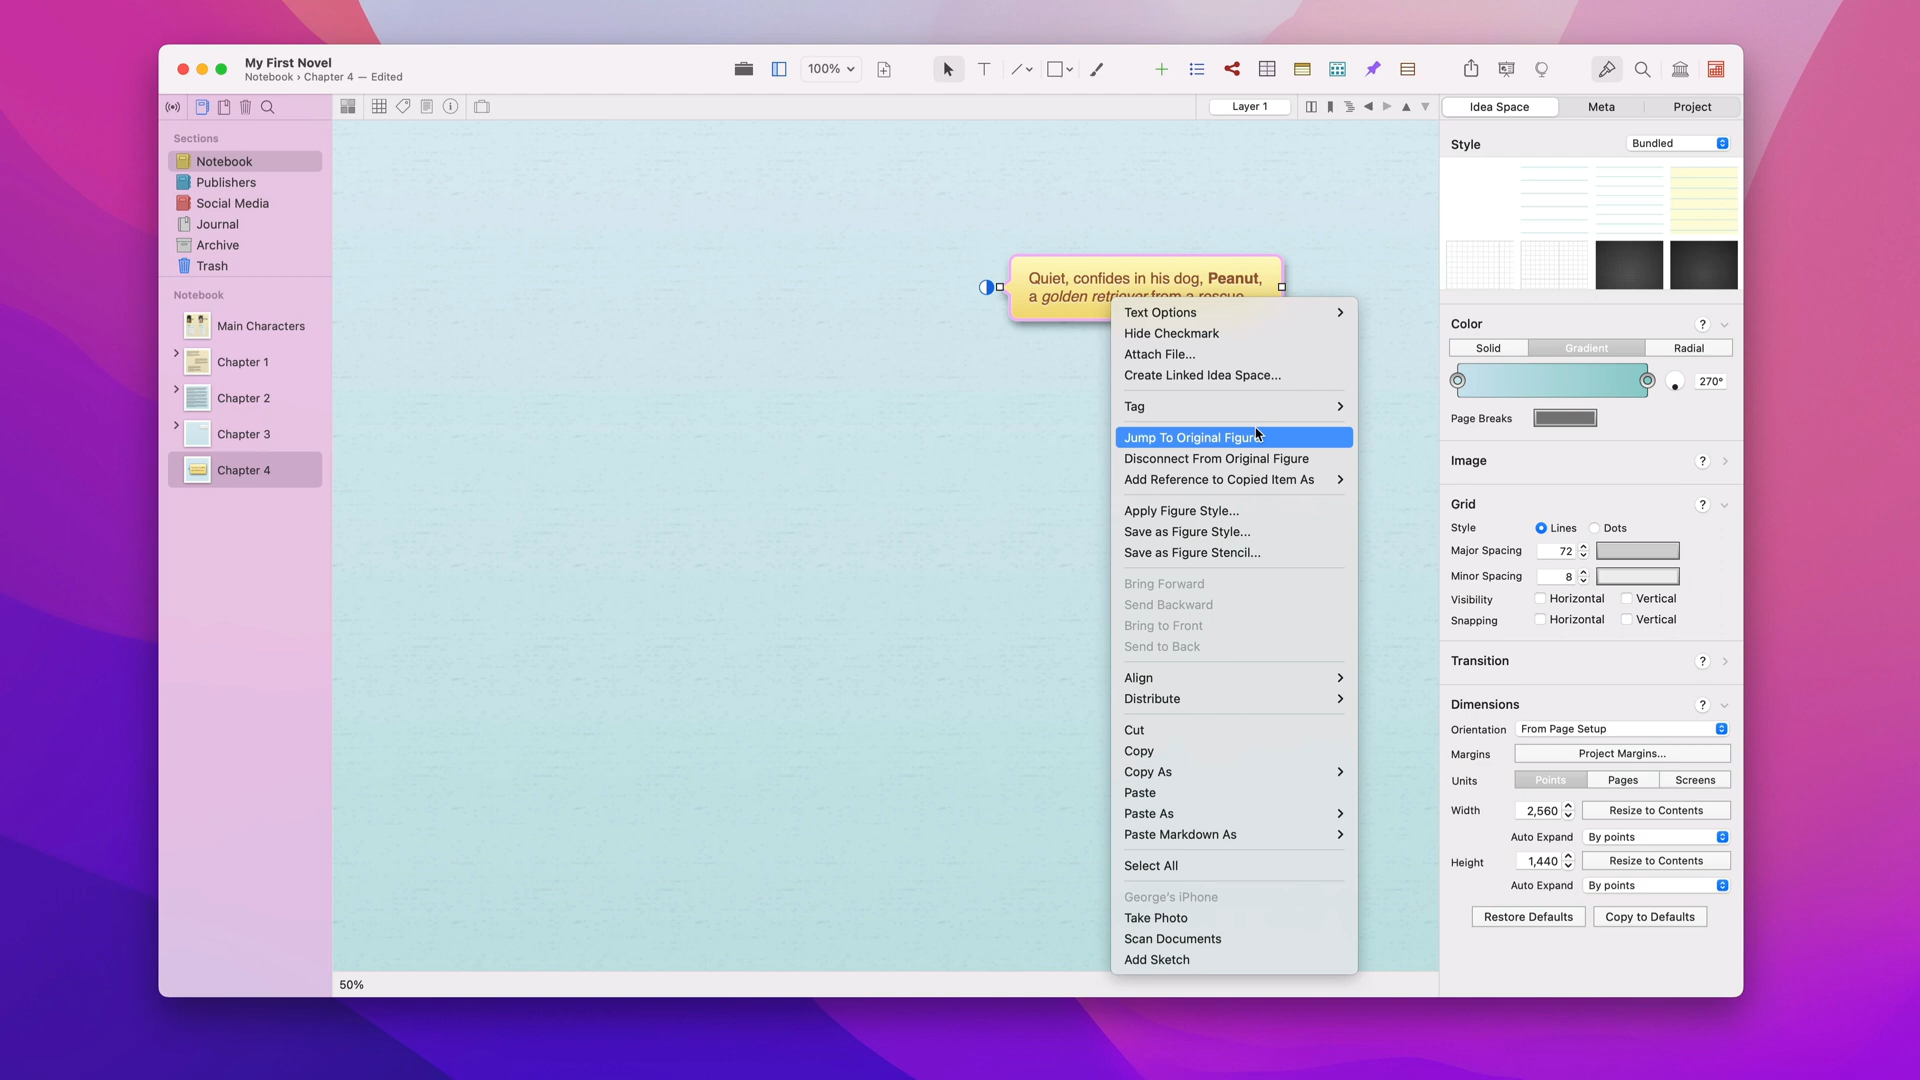 My First Novel
Notebook › Chapter 4 — Edited
100%
Layer 1
Idea Space
Meta
Project
Sections
Notebook
Publishers
Social Media
Journal
Archive
Trash
Notebook
Main Characters
Chapter 1
Chapter 2
Chapter 3
Chapter 4
Quiet, confides in his dog, Peanut,
a golden retriever from a rescue
Text Options
Hide Checkmark
Attach File...
Create Linked Idea Space...
Tag
Jump To Original Figure
Disconnect From Original Figure
Add Reference to Copied Item As
Apply Figure Style...
Save as Figure Style...
Save as Figure Stencil...
Bring Forward
Send Backward
Bring to Front
Send to Back
Align
Distribute
Cut
Copy
Copy As
Paste
Paste As
Paste Markdown As
Select All
George's iPhone
Take Photo
Scan Documents
Add Sketch
50%
Style
Bundled
Color
?
Solid
Gradient
Radial
270°
Page Breaks
Image
?
Grid
?
Style
Lines
Dots
Major Spacing
72
Minor Spacing
8
Visibility
Horizontal
Vertical
Snapping
Horizontal
Vertical
Transition
?
Dimensions
?
Orientation
From Page Setup
Margins
Project Margins...
Units
Points
Pages
Screens
Width
2,560
Resize to Contents
Auto Expand
By points
Height
1,440
Resize to Contents
Auto Expand
By points
Restore Defaults
Copy to Defaults